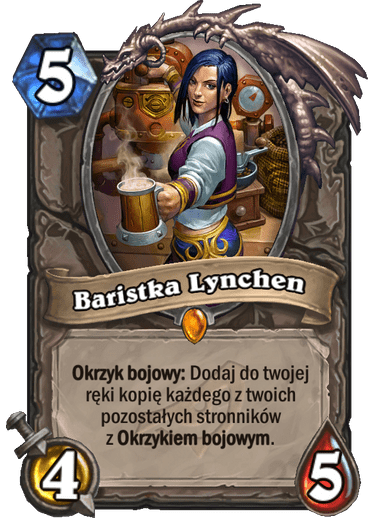 5
Baristka Lynchen
Okrzyk bojowy: Dodaj do twojej
ręki kopię każdego z twoich
pozostałych stronników
z Okrzykiem bojowym.
4
5